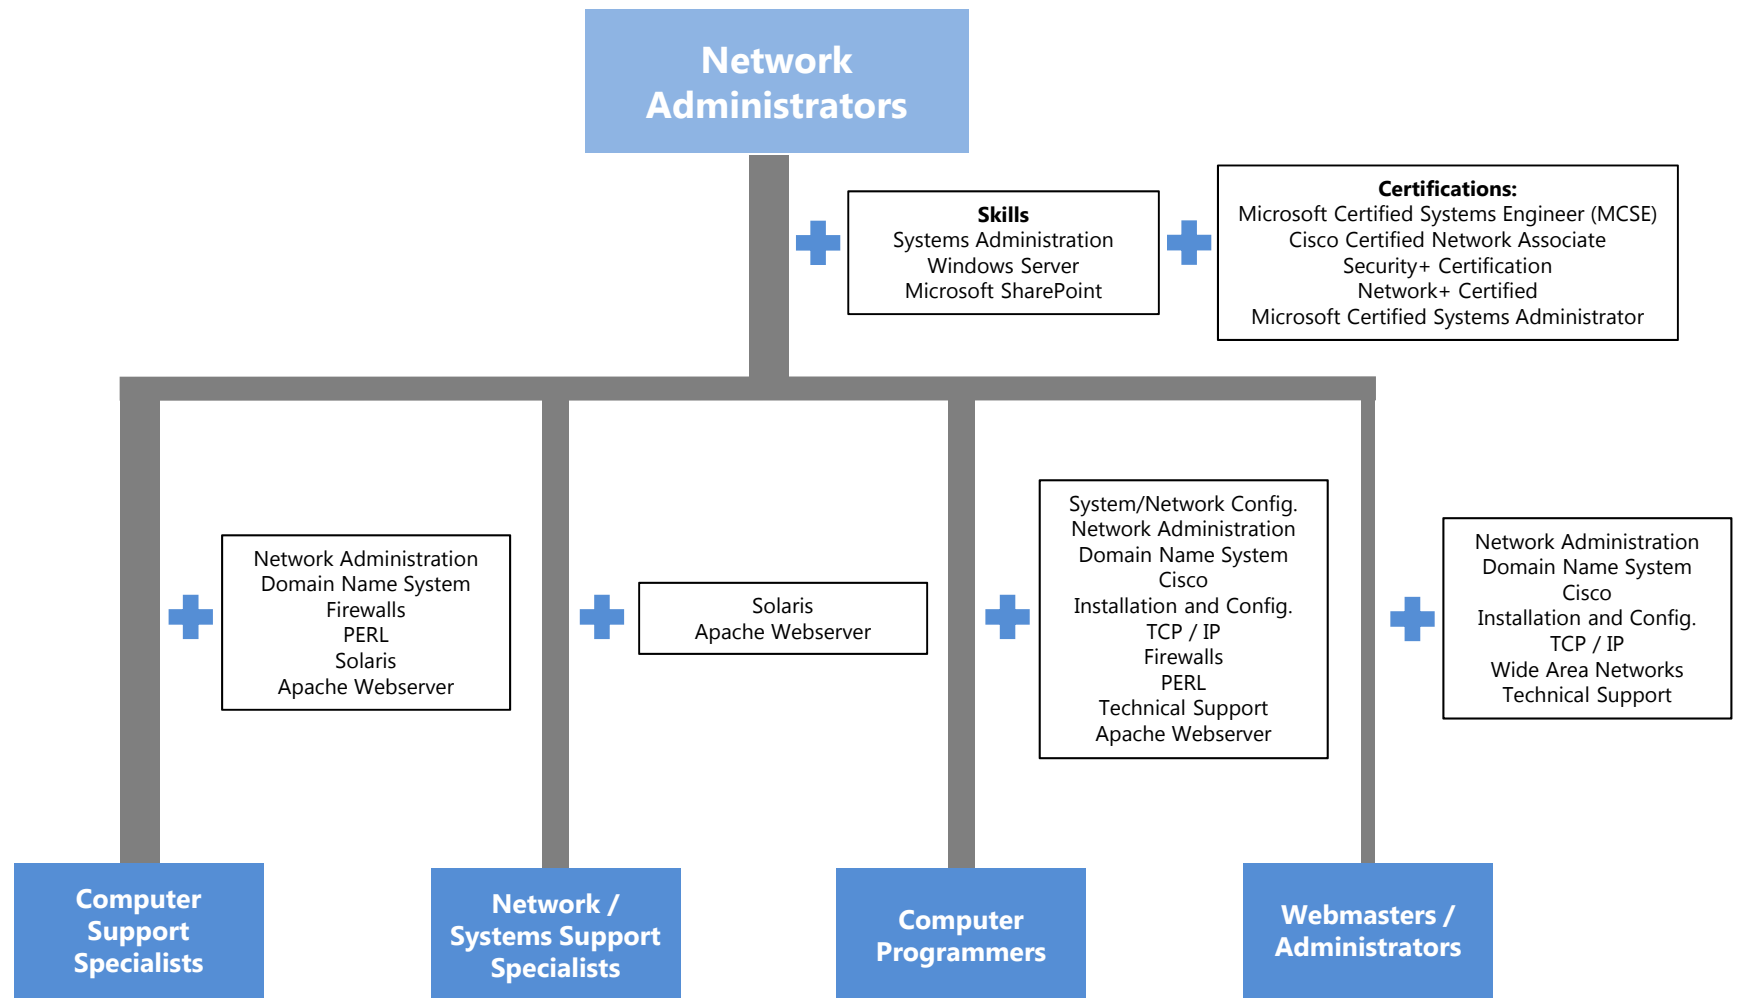 Network
Administrators
Skills
Systems Administration
Windows Server
Microsoft SharePoint
Certifications:
Microsoft Certified Systems Engineer (MCSE)
Cisco Certified Network Associate
Security+ Certification
Network+ Certified
Microsoft Certified Systems Administrator
Network Administration
Domain Name System
Firewalls
PERL
Solaris
Apache Webserver
Solaris
Apache Webserver
System/Network Config.
Network Administration
Domain Name System
Cisco
Installation and Config.
TCP / IP
Firewalls
PERL
Technical Support
Apache Webserver
Network Administration
Domain Name System
Cisco
Installation and Config.
TCP / IP
Wide Area Networks
Technical Support
Computer
Support
Specialists
Network /
Systems Support
Specialists
Computer
Programmers
Webmasters /
Administrators